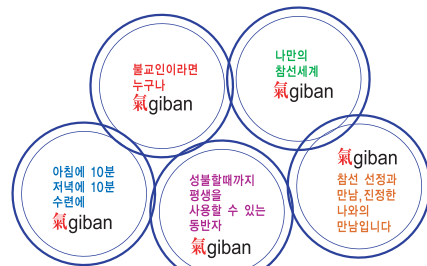 불교인이라면
누구나
氣giban
나만의
참선세계
氣giban
아침에 10분
저녁에 10분
수련에
氣giban
성불할때까지
평생을
사용할 수 있는
동반자
氣giban
氣giban
참선 선정과
만남,진정한
나와의
만남입니다